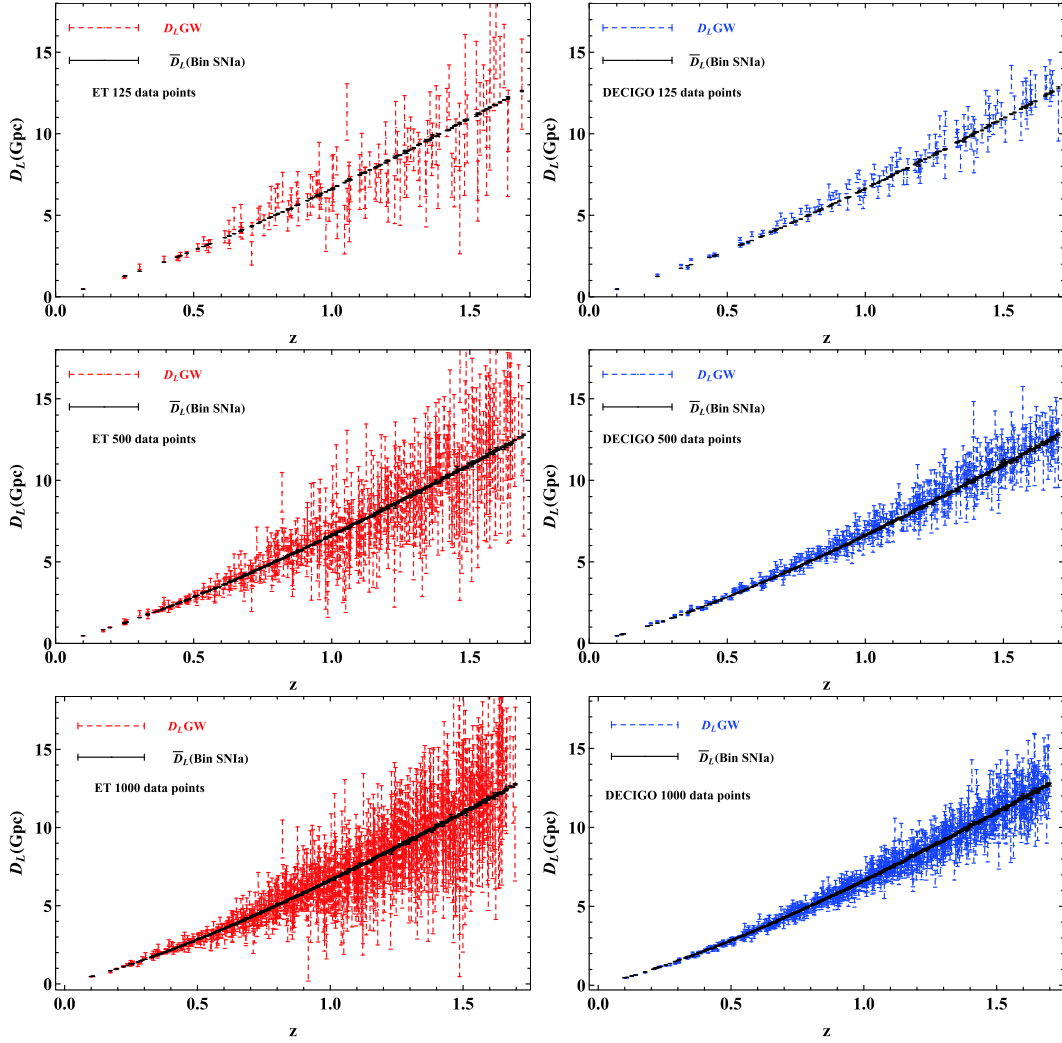 D_L GW
D̅_L(Bin SNIa)
ET 125 data points
D_L(Gpc)
15
10
5
0
0.0 0.5 1.0 1.5
z
D_L GW
D̅_L(Bin SNIa)
DECIGO 125 data points
D_L(Gpc)
15
10
5
0
0.0 0.5 1.0 1.5
z
D_L GW
D̅_L(Bin SNIa)
ET 500 data points
D_L(Gpc)
15
10
5
0
0.0 0.5 1.0 1.5
z
D_L GW
D̅_L(Bin SNIa)
DECIGO 500 data points
D_L(Gpc)
15
10
5
0
0.0 0.5 1.0 1.5
z
D_L GW
D̅_L(Bin SNIa)
ET 1000 data points
D_L(Gpc)
15
10
5
0
0.0 0.5 1.0 1.5
z
D_L GW
D̅_L(Bin SNIa)
DECIGO 1000 data points
D_L(Gpc)
15
10
5
0
0.0 0.5 1.0 1.5
z